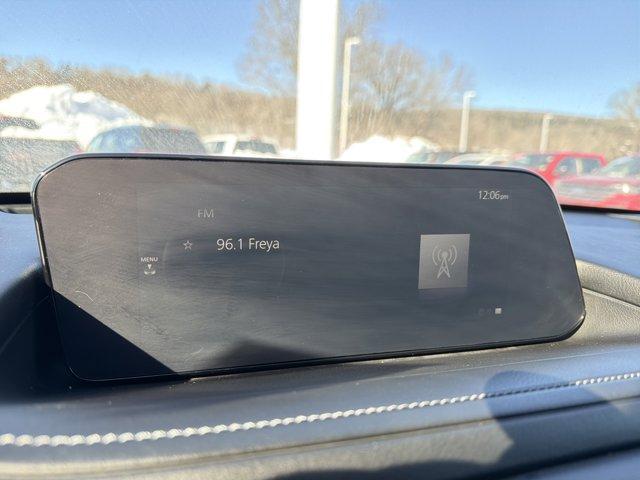 12:06pm
FM
☆ 96.1 Freya
MENU